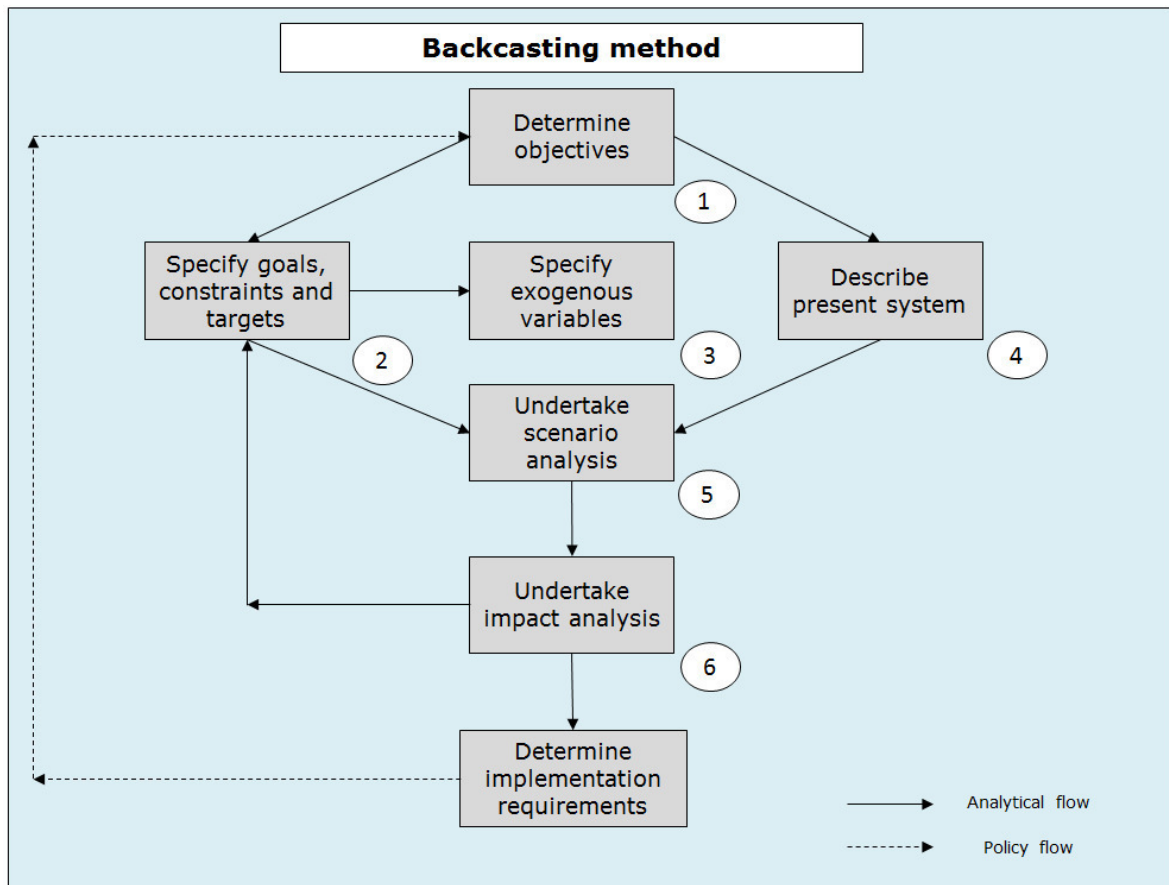 Backcasting method
Determine
objectives
1
Specify goals,
constraints and
targets
Specify
exogenous
variables
Describe
present system
2
3
4
Undertake
scenario
analysis
5
Undertake
impact analysis
6
Determine
implementation
requirements
Analytical flow
Policy flow